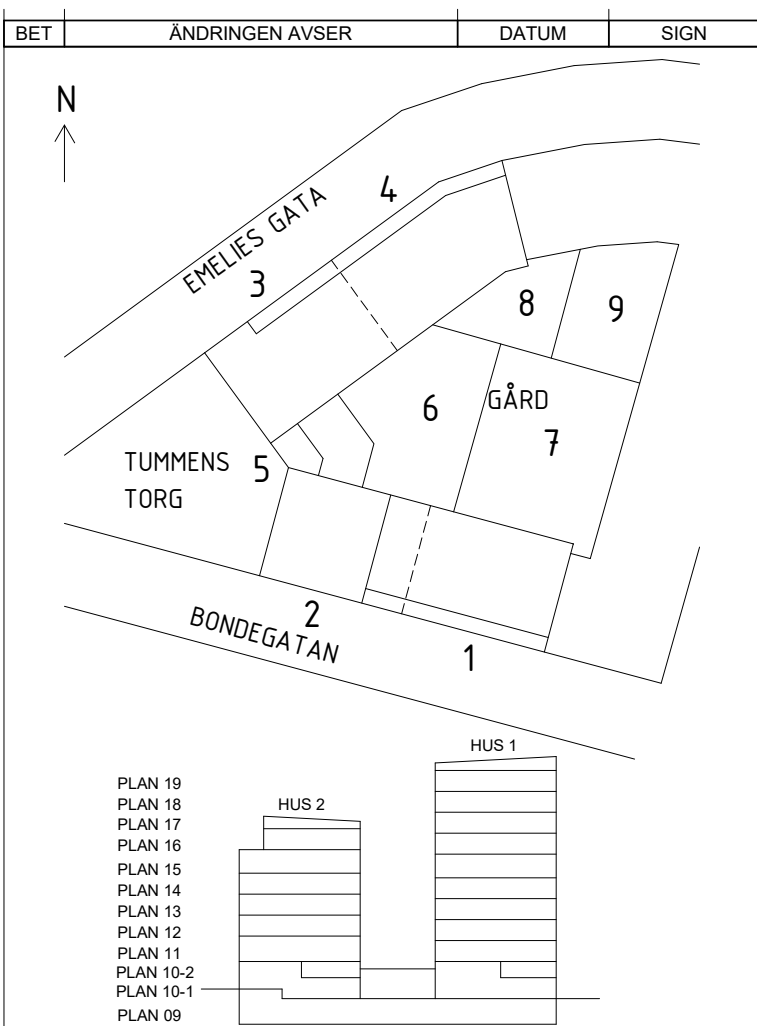 BET ÄNDRINGEN AVSER DATUM SIGN
N
4
EMELIES GATA
3
8
9
6
GÅRD
7
TUMMENS
TORG
5
2
BONDEGATAN
1
HUS 1
PLAN 19
PLAN 18
HUS 2
PLAN 17
PLAN 16
PLAN 15
PLAN 14
PLAN 13
PLAN 12
PLAN 11
PLAN 10-2
PLAN 10-1
PLAN 09